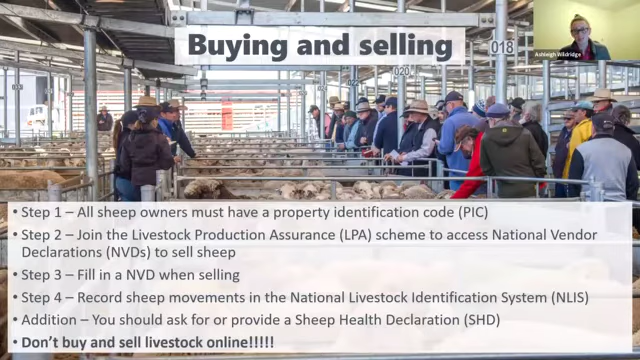 Ashleigh Wildridge
Buying and selling
018
020
• Step 1 – All sheep owners must have a property identification code (PIC)
• Step 2 – Join the Livestock Production Assurance (LPA) scheme to access National Vendor
Declarations (NVDs) to sell sheep
• Step 3 – Fill in a NVD when selling
• Step 4 – Record sheep movements in the National Livestock Identification System (NLIS)
• Addition – You should ask for or provide a Sheep Health Declaration (SHD)
• Don't buy and sell livestock online!!!!!